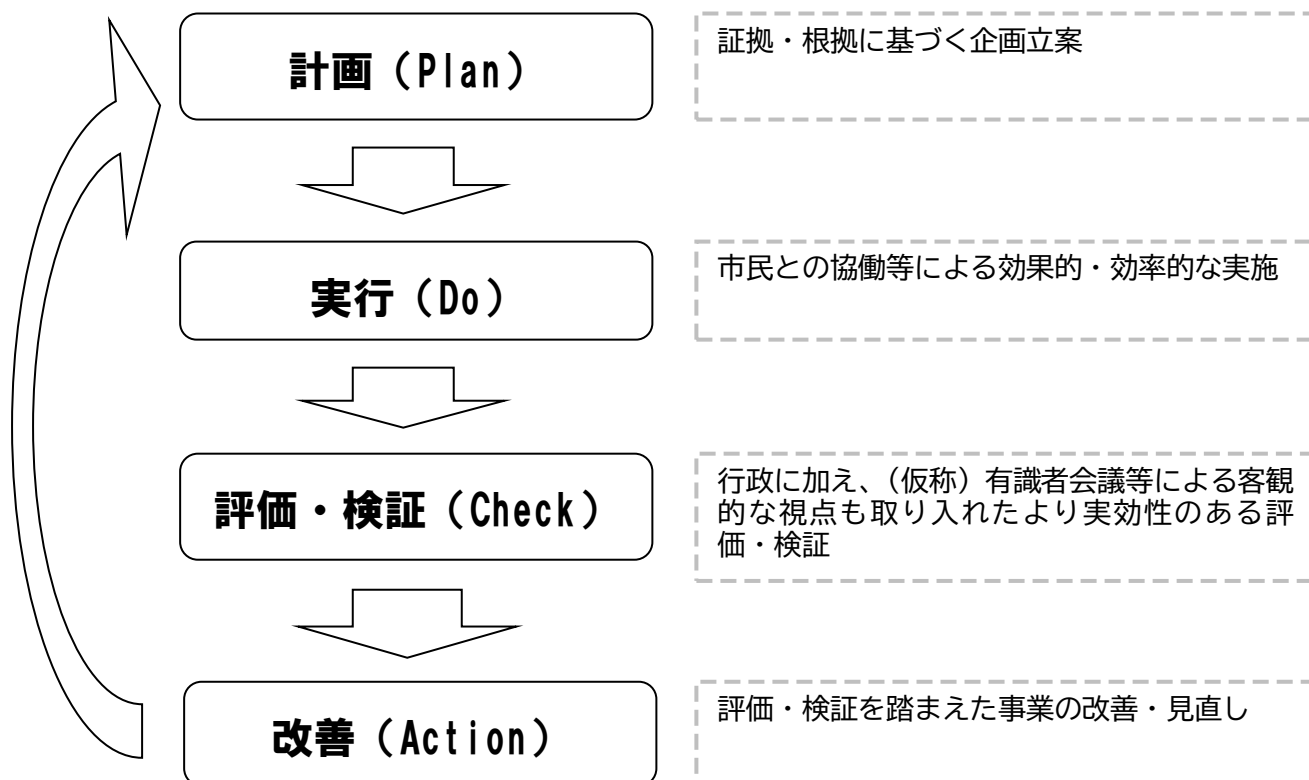 計画（Plan）
証拠・根拠に基づく企画立案
実行（Do）
市民との協働等による効果的・効率的な実施
評価・検証（Check）
行政に加え、（仮称）有識者会議等による客観
的な視点も取り入れたより実効性のある評
価・検証
改善（Action）
評価・検証を踏まえた事業の改善・見直し